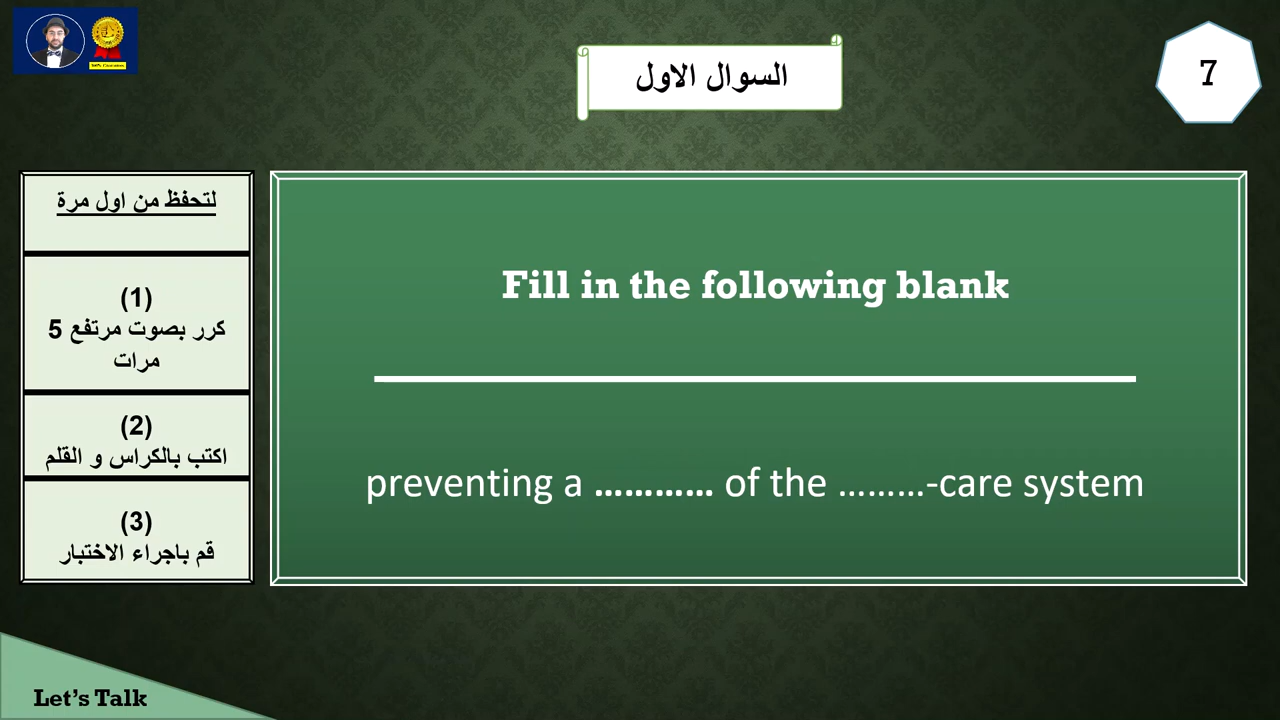 السوال الاول
7
لتحفظ من اول مرة
(1)
كرر بصوت مرتفع 5
مرات
(2)
اكتب بالكراس و القلم
(3)
قم باجراء الاختبار
Fill in the following blank
preventing a ………… of the ………-care system
Let’s Talk